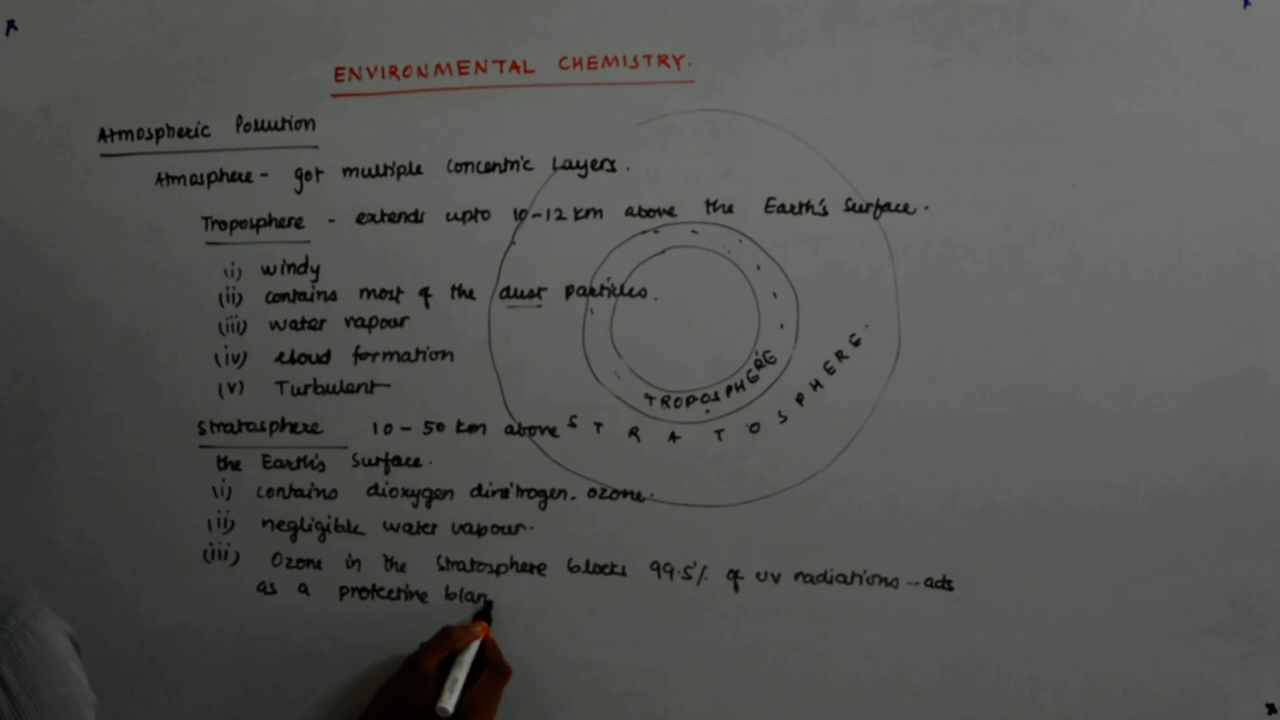 ENVIRONMENTAL CHEMISTRY.
Atmospheric Pollution
Atmosphere - got multiple concentric Layers.
Troposphere - extends upto 10-12 km above the Earth's Surface.
(i) windy
(ii) contains most of the dust particles.
(iii) water vapour
(iv) cloud formation
(v) Turbulent
TROPOSPHERE
STRATOSPHERE.
Stratosphere 10-50 km above
the Earth's Surface.
(i) contains dioxygen dinitrogen. ozone.
(ii) negligible water vapour.
(iii) Ozone in the Stratosphere blocks 99.5% of UV radiations - acts
as a protective blan